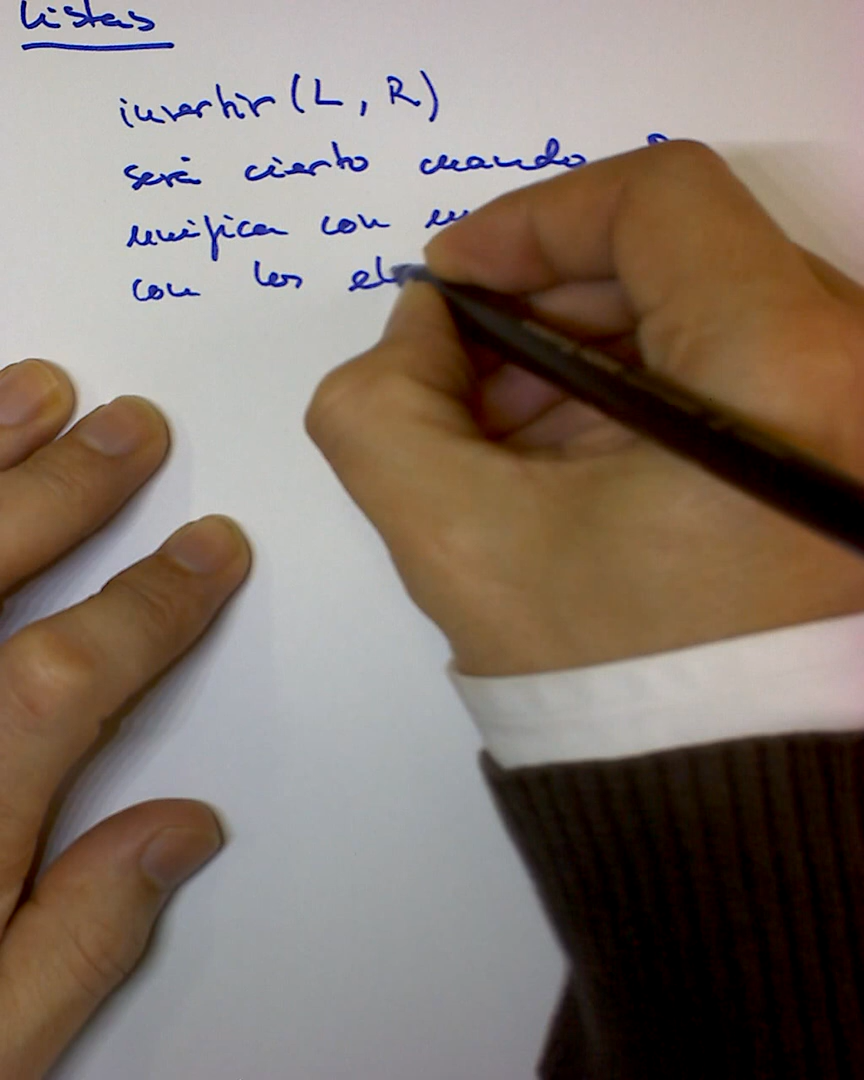 Listas
invertir(L, R)
será cierto cuando
unifica con
con los